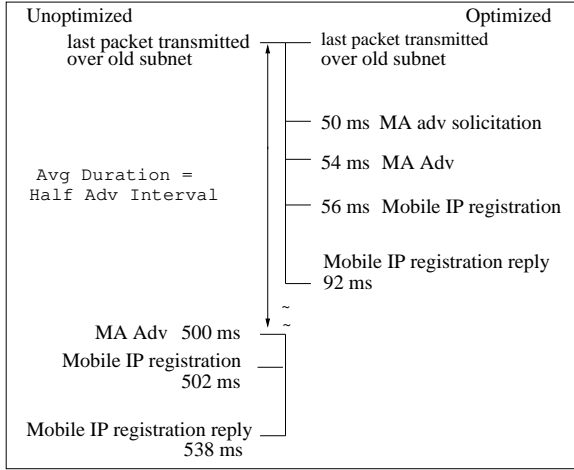 Unoptimized
Optimized
last packet transmitted
over old subnet
last packet transmitted
over old subnet
50 ms MA adv solicitation
54 ms MA Adv
Avg Duration =
Half Adv Interval
56 ms Mobile IP registration
Mobile IP registration reply
92 ms
~
~
MA Adv 500 ms
Mobile IP registration
502 ms
Mobile IP registration reply
538 ms